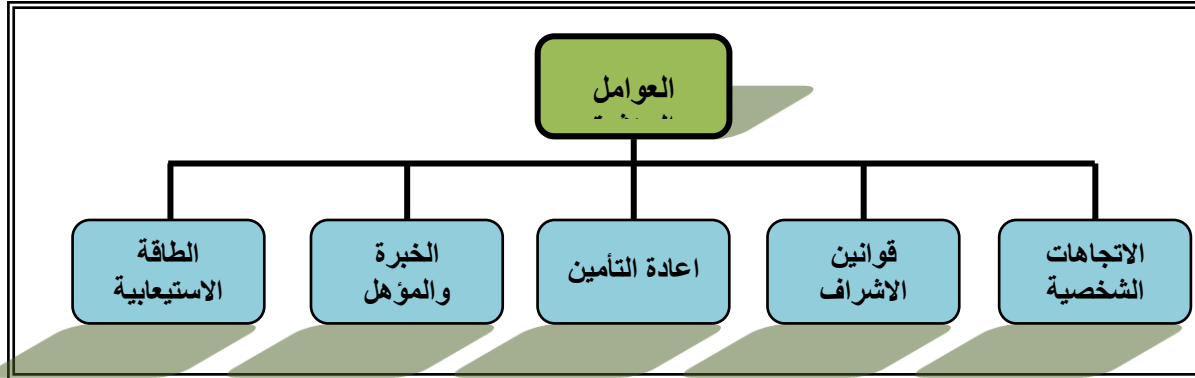 العوامل
الاتجاهات
الشخصية
قوانين
الاشراف
اعادة التأمين
الخبرة
والمؤهل
الطاقة
الاستيعابية